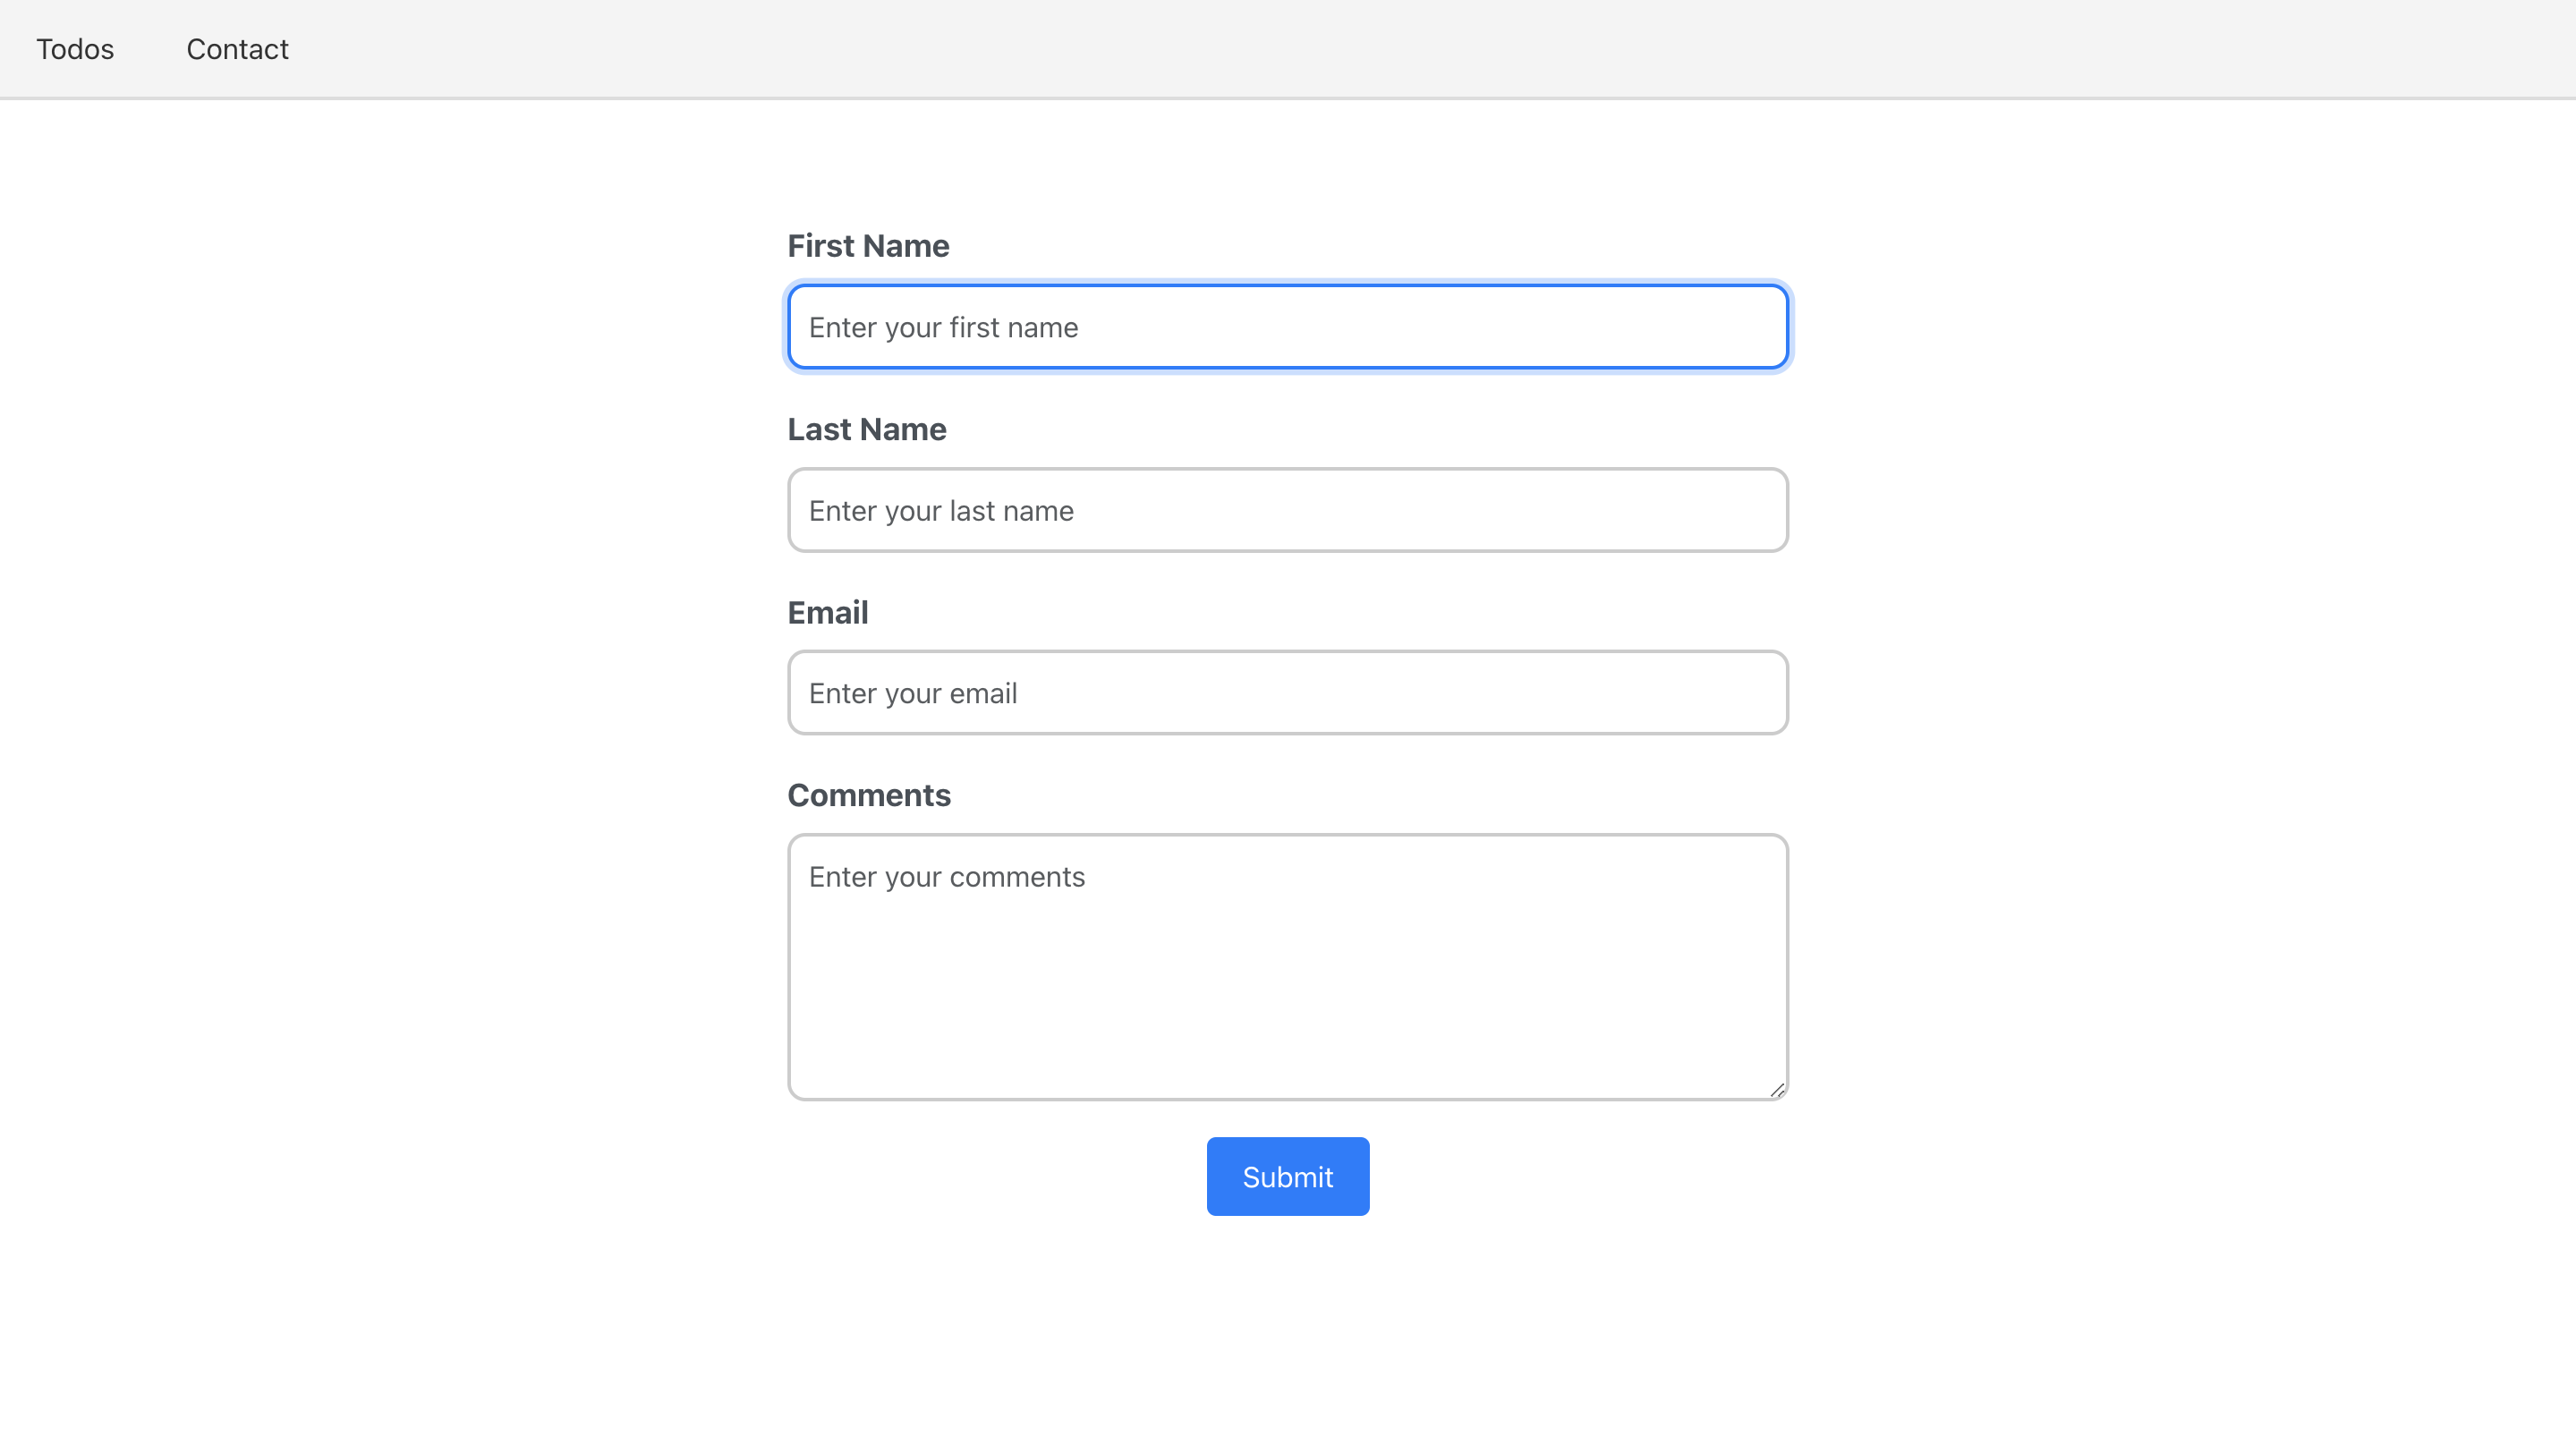 Todos Contact
First Name
Enter your first name
Last Name
Enter your last name
Email
Enter your email
Comments
Enter your comments
Submit